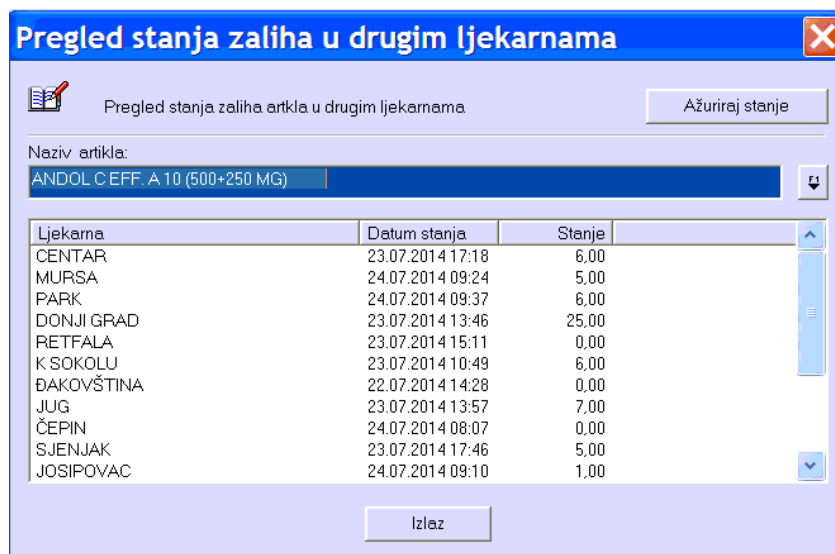 Pregled stanja zaliha u drugim ljekarnama
Pregled stanja zaliha artkla u drugim ljekarnama
Ažuriraj stanje
Naziv artikla:
ANDOL C EFF. A 10 (500+250 MG)
F1
Ljekarna Datum stanja Stanje
CENTAR 23.07.2014 17:18 6,00
MURSA 24.07.2014 09:24 5,00
PARK 24.07.2014 09:37 6,00
DONJI GRAD 23.07.2014 13:46 25,00
RETFALA 23.07.2014 15:11 0,00
K SOKOLU 23.07.2014 10:49 6,00
ĐAKOVŠTINA 22.07.2014 14:28 0,00
JUG 23.07.2014 13:57 7,00
ČEPIN 24.07.2014 08:07 0,00
SJENJAK 23.07.2014 17:46 5,00
JOSIPOVAC 24.07.2014 09:10 1,00
Izlaz